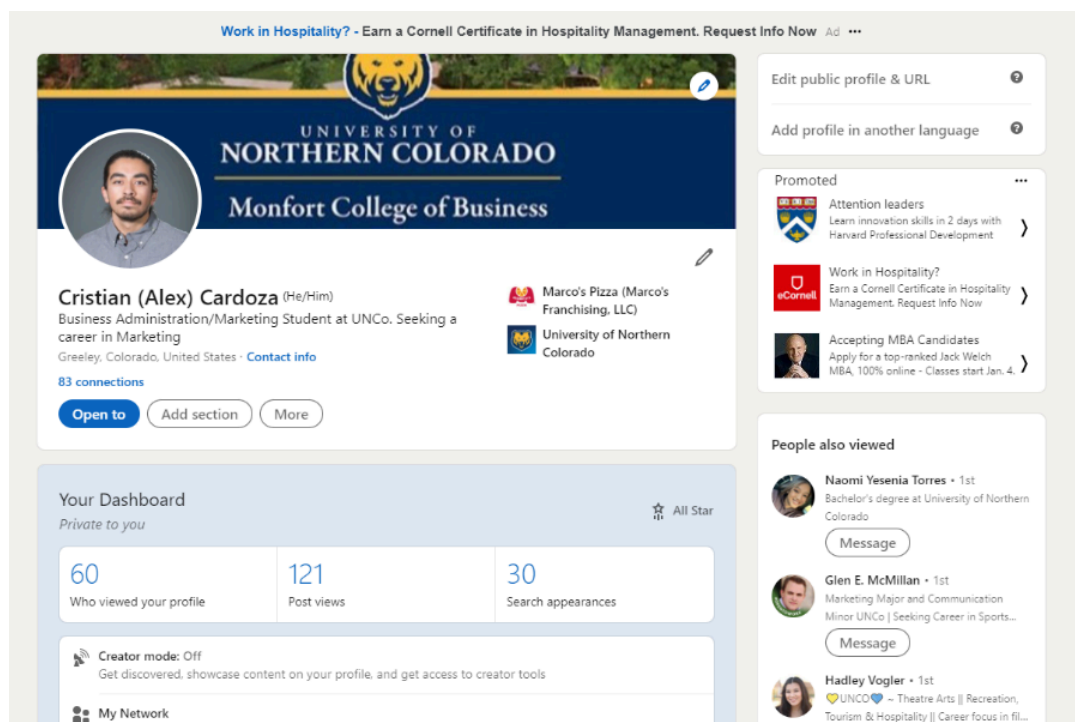 Work in Hospitality? - Earn a Cornell Certificate in Hospitality Management. Request Info Now Ad •••
UNIVERSITY OF
NORTHERN COLORADO
Monfort College of Business
Cristian (Alex) Cardoza (He/Him)
Business Administration/Marketing Student at UNCo. Seeking a
career in Marketing
Greeley, Colorado, United States · Contact info
83 connections
Open to
Add section
More
Marco's Pizza (Marco's
Franchising, LLC)
University of Northern
Colorado
Your Dashboard
Private to you
All Star
60
Who viewed your profile
121
Post views
30
Search appearances
Creator mode: Off
Get discovered, showcase content on your profile, and get access to creator tools
My Network
Edit public profile & URL
Add profile in another language
Promoted •••
Attention leaders
Learn innovation skills in 2 days with
Harvard Professional Development
eCornell
Work in Hospitality?
Earn a Cornell Certificate in Hospitality
Management. Request Info Now
Accepting MBA Candidates
Apply for a top-ranked Jack Welch
MBA, 100% online - Classes start Jan. 4.
People also viewed
Naomi Yesenia Torres • 1st
Bachelor's degree at University of Northern
Colorado
Message
Glen E. McMillan • 1st
Marketing Major and Communication
Minor UNCo | Seeking Career in Sports...
Message
Hadley Vogler • 1st
💛UNCO💙 ~ Theatre Arts || Recreation,
Tourism & Hospitality || Career focus in fil...